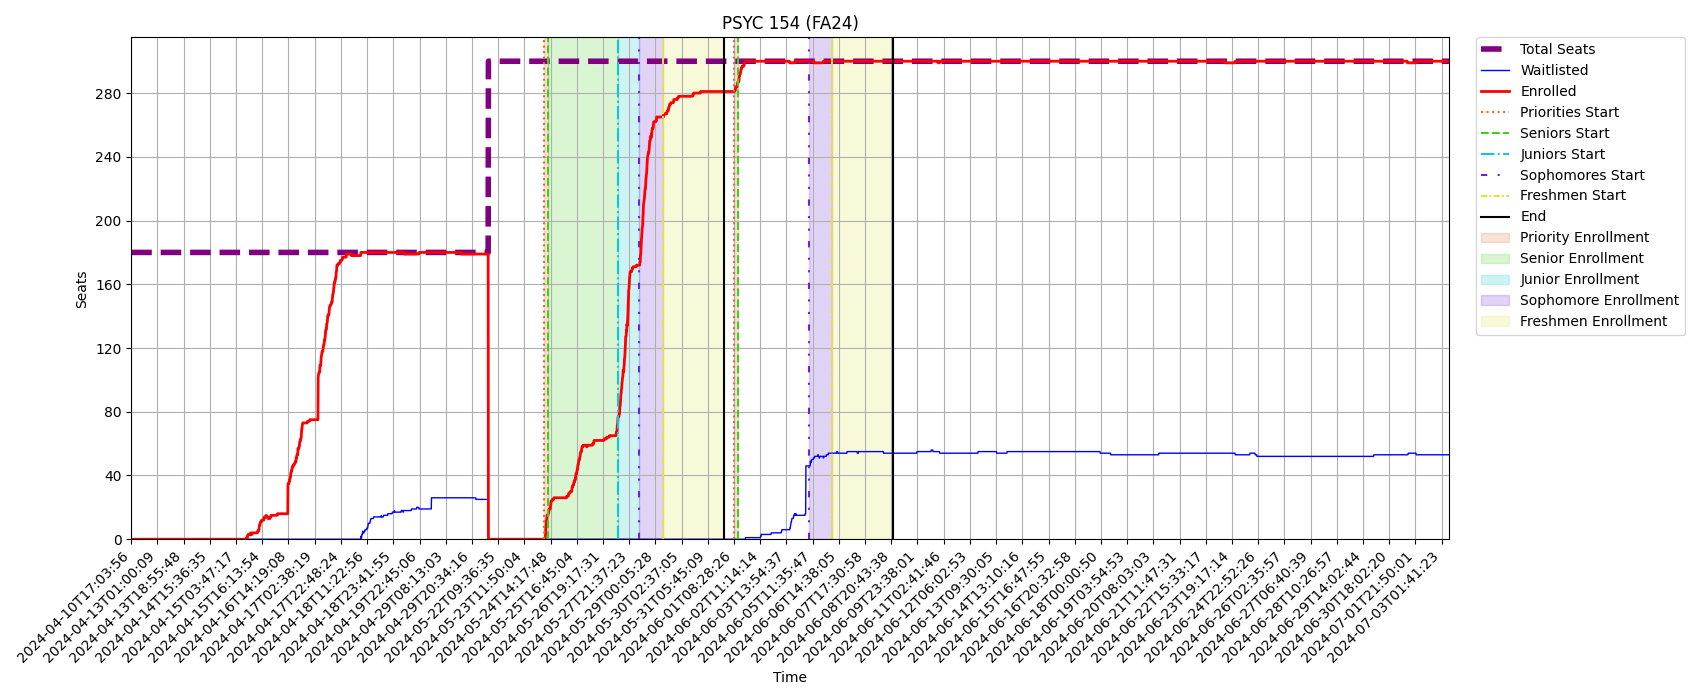 PSYC 154 (FA24)
Seats
280
240
200
160
120
80
40
0
2024-04-10T17:03:56
2024-04-13T01:00:09
2024-04-13T18:55:48
2024-04-14T15:36:35
2024-04-15T03:47:17
2024-04-15T16:13:54
2024-04-16T14:19:08
2024-04-17T02:38:19
2024-04-17T22:48:24
2024-04-18T11:22:56
2024-04-18T23:41:55
2024-04-19T22:45:06
2024-04-29T08:13:03
2024-04-29T20:34:16
2024-05-22T09:36:35
2024-05-23T11:50:04
2024-05-24T14:17:48
2024-05-25T16:45:04
2024-05-26T19:17:31
2024-05-27T21:37:23
2024-05-29T00:05:28
2024-05-30T02:37:05
2024-05-31T05:45:09
2024-06-01T08:28:26
2024-06-02T11:14:14
2024-06-03T13:54:37
2024-06-05T11:35:47
2024-06-06T14:38:05
2024-06-07T17:30:58
2024-06-08T20:43:38
2024-06-09T23:38:01
2024-06-11T02:41:46
2024-06-12T06:02:53
2024-06-13T09:30:05
2024-06-14T13:10:16
2024-06-15T16:47:55
2024-06-16T20:32:58
2024-06-18T00:00:50
2024-06-19T03:54:53
2024-06-20T08:03:03
2024-06-21T11:47:31
2024-06-22T15:33:17
2024-06-23T19:17:14
2024-06-24T22:52:26
2024-06-26T02:35:57
2024-06-27T06:40:39
2024-06-28T10:26:57
2024-06-29T14:02:44
2024-06-30T18:02:20
2024-07-01T21:50:01
2024-07-03T01:41:23
Time
Total Seats
Waitlisted
Enrolled
Priorities Start
Seniors Start
Juniors Start
Sophomores Start
Freshmen Start
End
Priority Enrollment
Senior Enrollment
Junior Enrollment
Sophomore Enrollment
Freshmen Enrollment